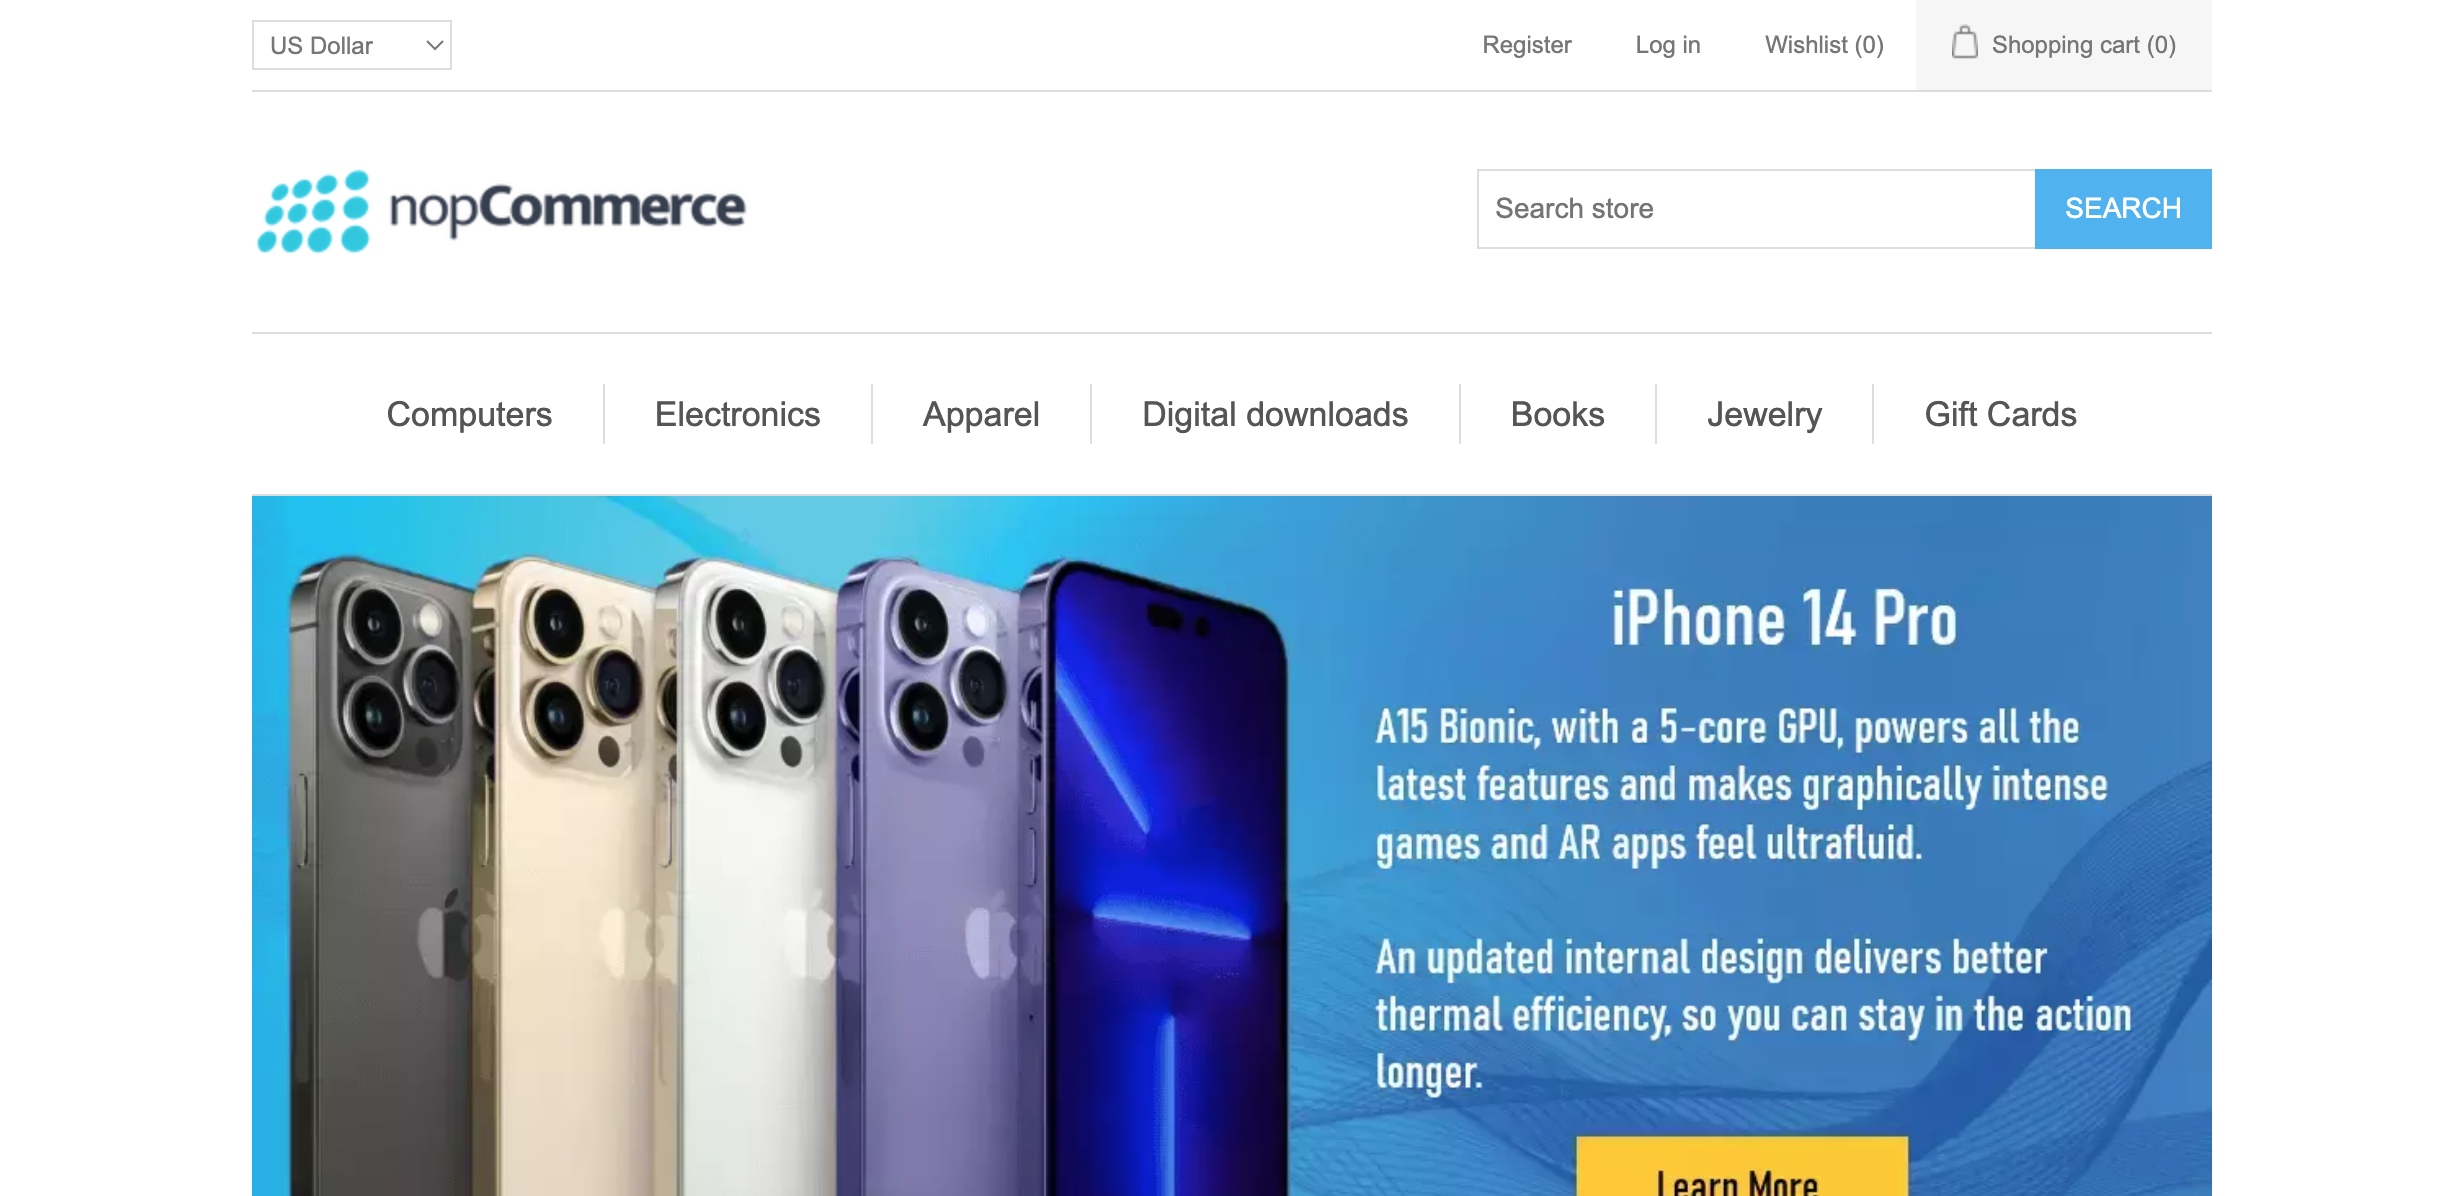 US Dollar
Register
Log in
Wishlist (0)
Shopping cart (0)
nopCommerce
Search store
SEARCH
Computers
Electronics
Apparel
Digital downloads
Books
Jewelry
Gift Cards
iPhone 14 Pro
A15 Bionic, with a 5-core GPU, powers all the
latest features and makes graphically intense
games and AR apps feel ultrafluid.
An updated internal design delivers better
thermal efficiency, so you can stay in the action
longer.
Learn More